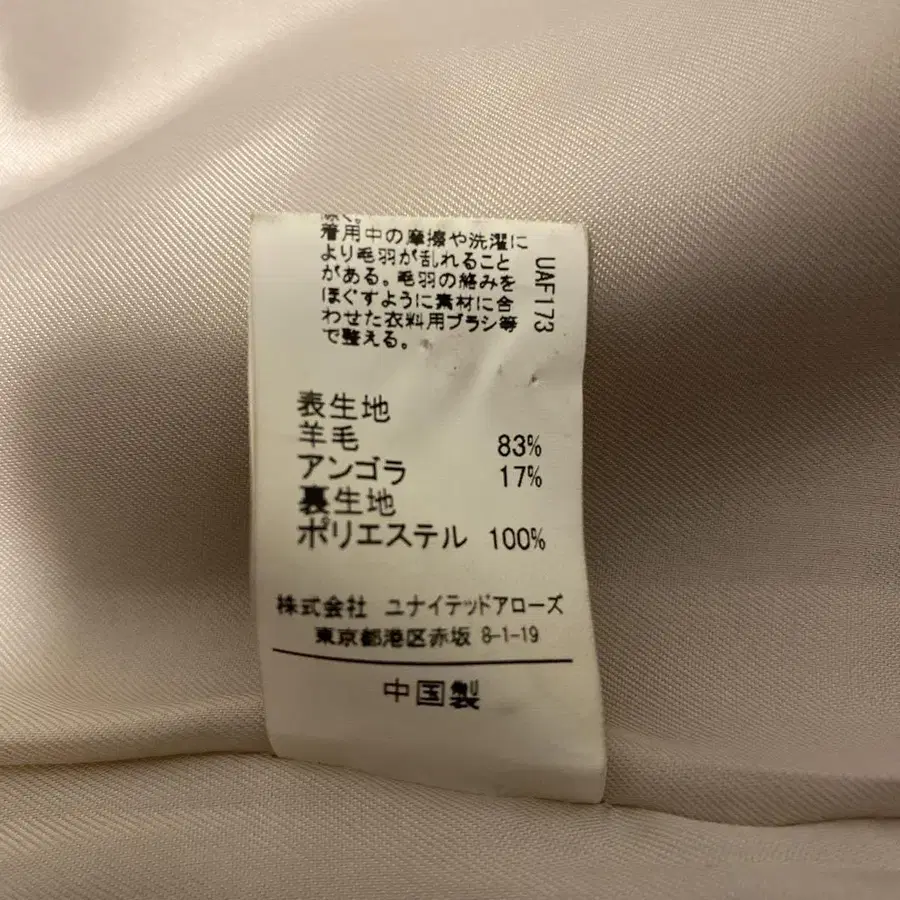 着用中の摩擦や洗濯に
より毛羽が乱れること
がある。毛羽の絡みを
ほぐすように素材に合
わせた衣料用ブラシ等
で整える。
UAF173
表生地
羊毛 83%
アンゴラ 17%
裏生地
ポリエステル 100%
株式会社 ユナイテッドアローズ
東京都港区赤坂 8-1-19
中国製